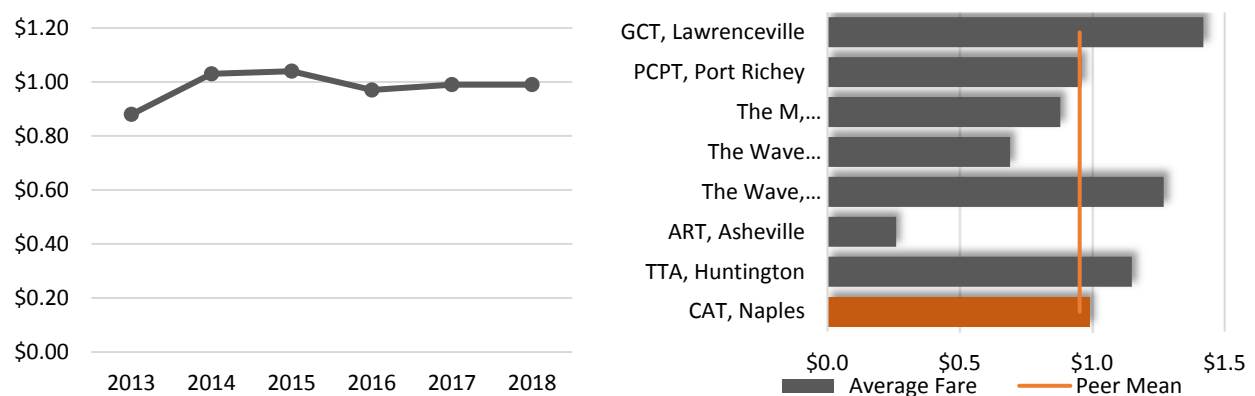 $1.20
$1.00
$0.80
$0.60
$0.40
$0.20
$0.00
2013 2014 2015 2016 2017 2018
GCT, Lawrenceville
PCPT, Port Richey
The M,...
The Wave...
The Wave,...
ART, Asheville
TTA, Huntington
CAT, Naples
$0.0 $0.5 $1.0 $1.5
Average Fare Peer Mean